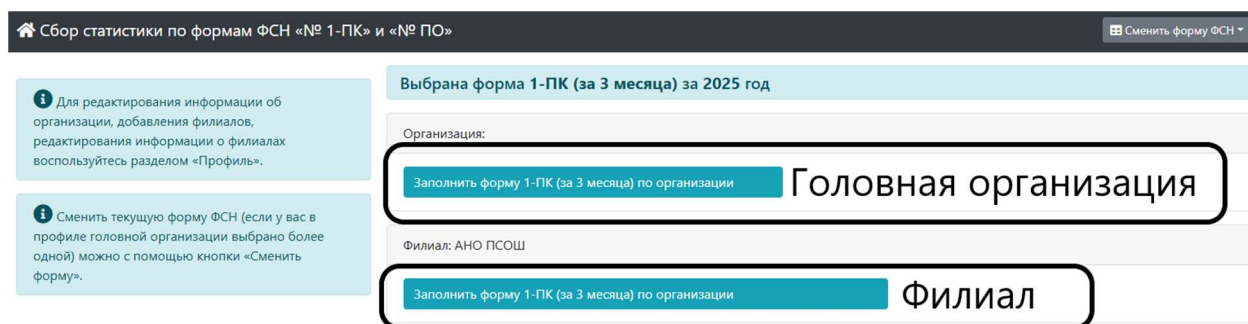 Сбор статистики по формам ФСН «№ 1-ПК» и «№ ПО»
Сменить форму ФСН
Для редактирования информации об
организации, добавления филиалов,
редактирования информации о филиалах
воспользуйтесь разделом «Профиль».
Сменить текущую форму ФСН (если у вас в
профиле головной организации выбрано более
одной) можно с помощью кнопки «Сменить
форму».
Выбрана форма 1-ПК (за 3 месяца) за 2025 год
Организация:
Заполнить форму 1-ПК (за 3 месяца) по организации
Головная организация
Филиал: АНО ПСОШ
Заполнить форму 1-ПК (за 3 месяца) по организации
Филиал